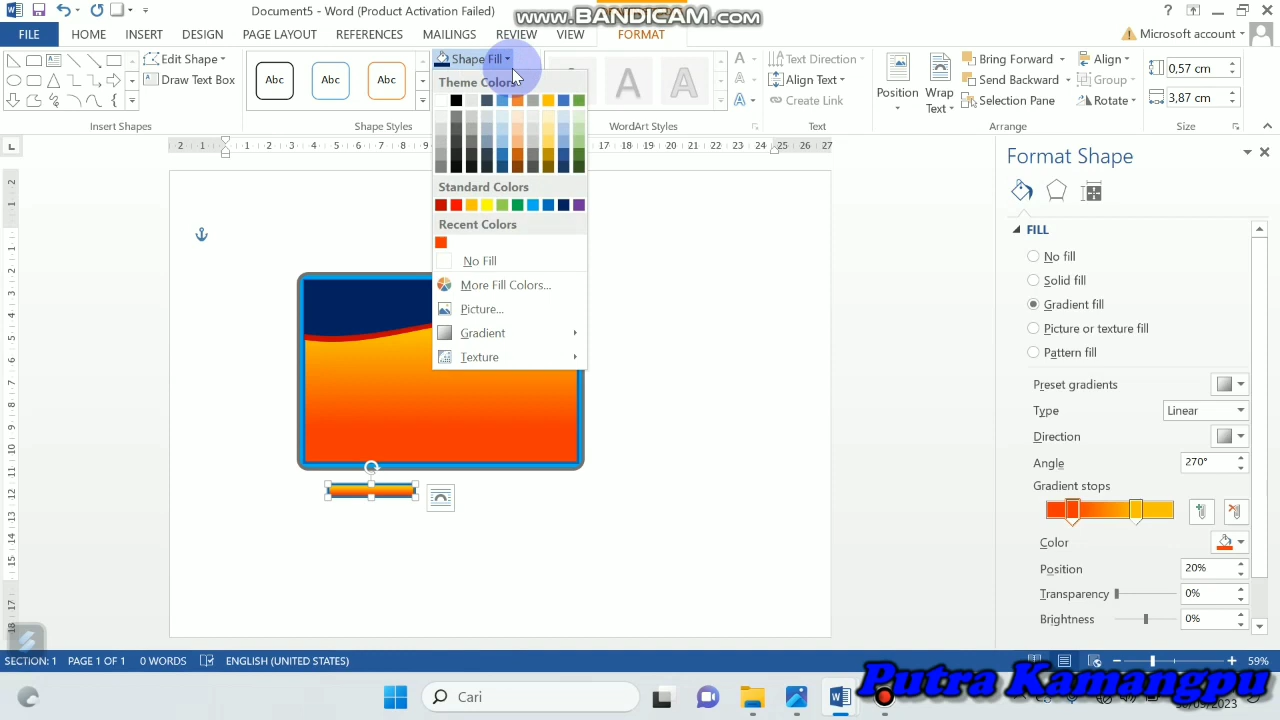 Document5 - Word (Product Activation Failed)
www.BANDICAM.com
FILE
HOME
INSERT
DESIGN
PAGE LAYOUT
REFERENCES
MAILINGS
REVIEW
VIEW
FORMAT
Microsoft account
Edit Shape
Draw Text Box
Insert Shapes
Abc
Abc
Abc
Shape Styles
Shape Fill
WordArt Styles
Text Direction
Align Text
Create Link
Text
Position
Wrap
Text
Bring Forward
Send Backward
Selection Pane
Align
Group
Rotate
Arrange
0,57 cm
3,87 cm
Size
Theme Colors
Standard Colors
Recent Colors
No Fill
More Fill Colors...
Picture...
Gradient
Texture
Format Shape
FILL
No fill
Solid fill
Gradient fill
Picture or texture fill
Pattern fill
Preset gradients
Type
Linear
Direction
Angle
270°
Gradient stops
Color
Position
20%
Transparency
0%
Brightness
0%
SECTION: 1
PAGE 1 OF 1
0 WORDS
ENGLISH (UNITED STATES)
59%
Cari
Putra Kamangpu